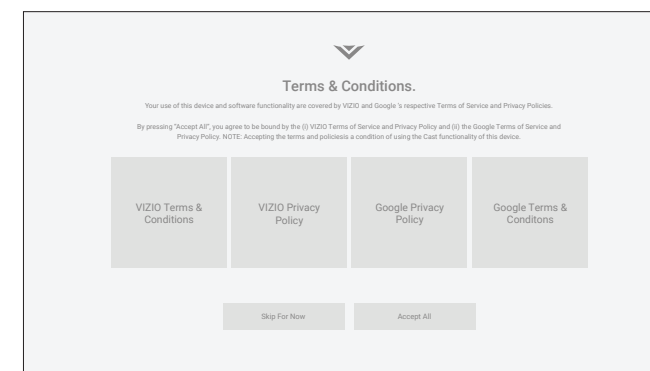 Terms & Conditions.
Your use of this device and software functionality are covered by VIZIO and Google 's respective Terms of Service and Privacy Policies.
By pressing "Accept All", you agree to be bound by the (i) VIZIO Terms of Service and Privacy Policy and (ii) the Google Terms of Service and
Privacy Policy. NOTE: Accepting the terms and policiesis a condition of using the Cast functionality of this device.
VIZIO Terms &
Conditions
VIZIO Privacy
Policy
Google Privacy
Policy
Google Terms &
Conditons
Skip For Now
Accept All